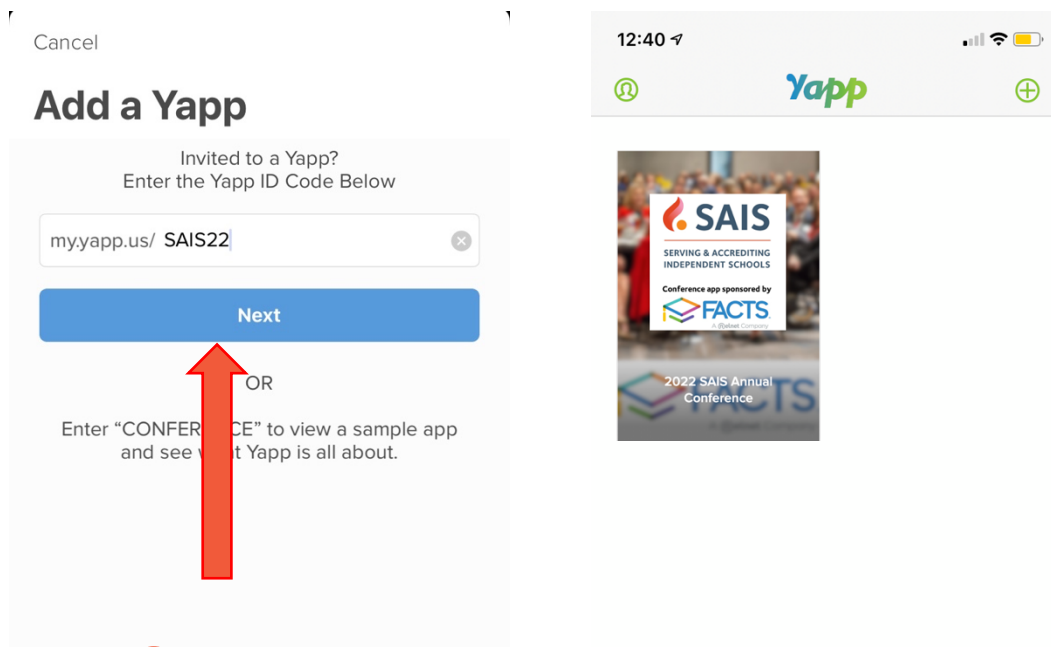 Cancel
Add a Yapp
Invited to a Yapp?
Enter the Yapp ID Code Below
my.yapp.us/ SAIS22
Next
OR
Enter “CONFER CE” to view a sample app
and see t Yapp is all about.
12:40
Yapp
SAIS
SERVING & ACCREDITING
INDEPENDENT SCHOOLS
Conference app sponsored by
FACTS
A Company
2022 SAIS Annual
Conference
FACTS